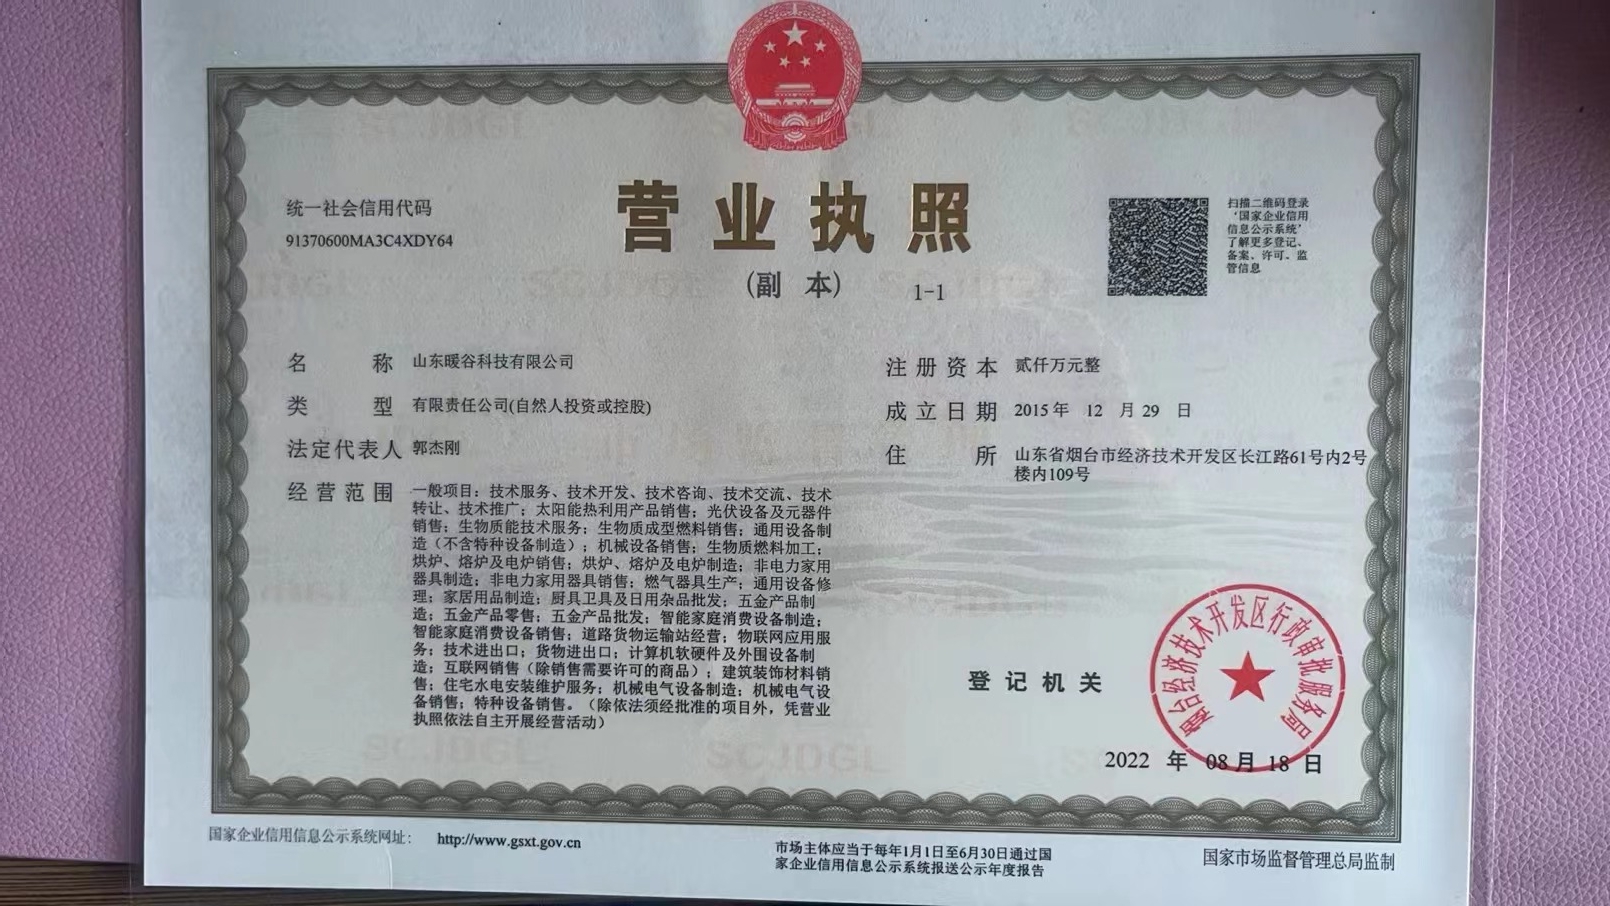 营业执照
(副 本)
1-1
统一社会信用代码
91370600MA3C4XDY64
扫描二维码登录
'国家企业信用
信息公示系统'
了解更多登记、
备案、许可、监
管信息
名 称 山东暖谷科技有限公司
类 型 有限责任公司(自然人投资或控股)
法定代表人 郭杰刚
经营范围 一般项目：技术服务、技术开发、技术咨询、技术交流、技术
转让、技术推广；太阳能热利用产品销售；光伏设备及元器件
销售；生物质能技术服务；生物质成型燃料销售；通用设备制
造（不含特种设备制造）；机械设备销售；生物质燃料加工；
烘炉、熔炉及电炉销售；烘炉、熔炉及电炉制造；非电力家用
器具制造；非电力家用器具销售；燃气器具生产；通用设备修
理；家居用品制造；厨具卫具及日用杂品批发；五金产品制
造；五金产品零售；五金产品批发；智能家庭消费设备制造；
智能家庭消费设备销售；道路货物运输站经营；物联网应用服
务；技术进出口；货物进出口；计算机软硬件及外围设备制
造；互联网销售（除销售需要许可的商品）；建筑装饰材料销
售；住宅水电安装维护服务；机械电气设备制造；机械电气设
备销售；特种设备销售。（除依法须经批准的项目外，凭营业
执照依法自主开展经营活动）
注册资本 贰仟万元整
成立日期 2015年 12 月 29 日
住 所 山东省烟台市经济技术开发区长江路61号内2号
楼内109号
登记机关
烟台经济技术开发区行政审批服务局
2022 年 08月 18 日
国家企业信用信息公示系统网址：
http://www.gsxt.gov.cn
市场主体应当于每年1月1日至6月30日通过国
家企业信用信息公示系统报送公示年度报告
国家市场监督管理总局监制
SCJDGL
SCJDGL